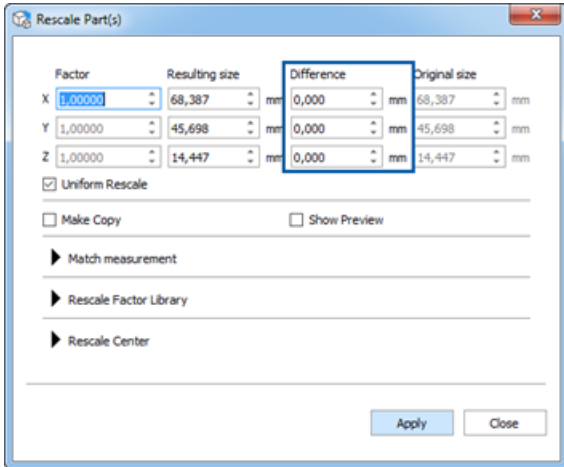 Rescale Part(s)
Factor Resulting size Difference Original size
X 1,00000 68,387 mm 0,000 mm 68,387 mm
Y 1,00000 45,698 mm 0,000 mm 45,698 mm
Z 1,00000 14,447 mm 0,000 mm 14,447 mm
Uniform Rescale
Make Copy Show Preview
Match measurement
Rescale Factor Library
Rescale Center
Apply Close